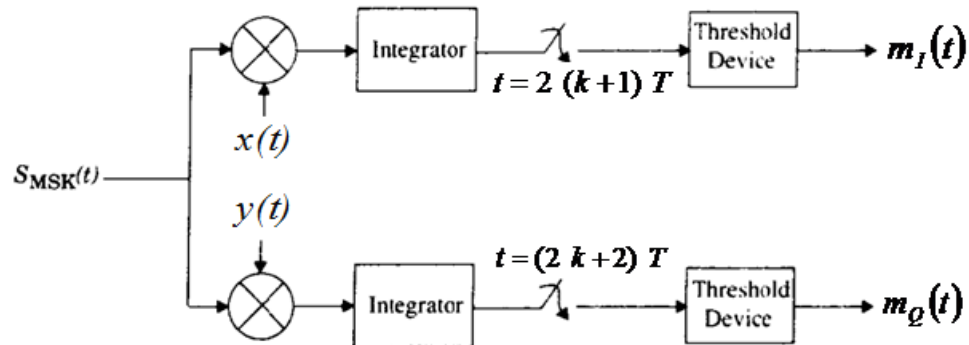 Integrator
Threshold
Device
m_I(t)
t = 2 (k+1) T
x(t)
S_MSK(t)
y(t)
t = (2 k+2) T
Integrator
Threshold
Device
m_Q(t)